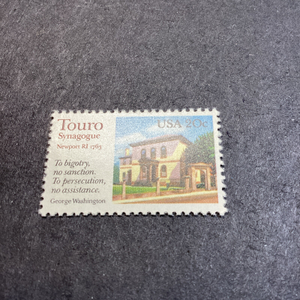 Touro
Synagogue
Newport RI 1763
USA 20c
To bigotry,
no sanction.
To persecution,
no assistance.
George Washington